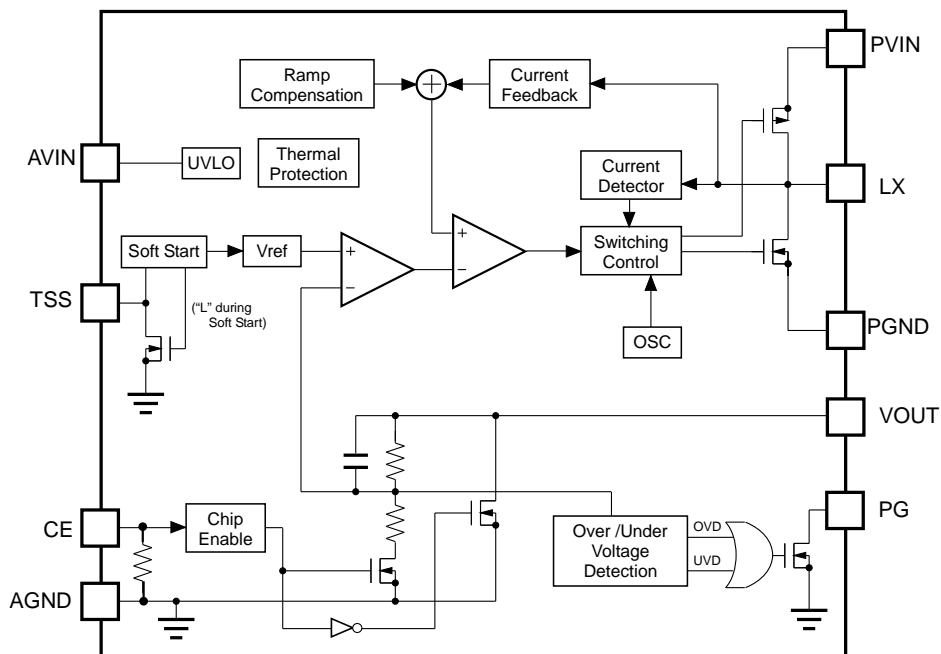 PVIN
Ramp
Compensation
+
Current
Feedback
AVIN
UVLO
Thermal
Protection
Current
Detector
LX
Soft Start
Vref
+
−
+
−
Switching
Control
TSS
("L" during
Soft Start)
OSC
PGND
VOUT
CE
Chip
Enable
Over /Under
Voltage
Detection
OVD
UVD
PG
AGND